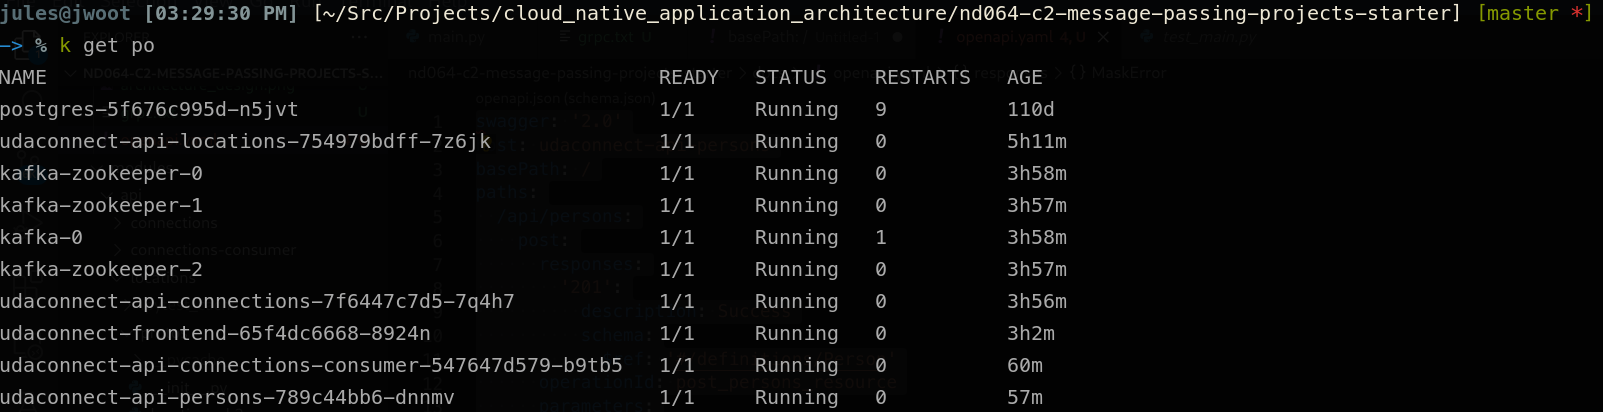 jules@jwoot [03:29:30 PM] [~/Src/Projects/cloud_native_application_architecture/nd064-c2-message-passing-projects-starter] [master *]
-> % k get po
NAME READY STATUS RESTARTS AGE
postgres-5f676c995d-n5jvt 1/1 Running 9 110d
udaconnect-api-locations-754979bdff-7z6jk 1/1 Running 0 5h11m
kafka-zookeeper-0 1/1 Running 0 3h58m
kafka-zookeeper-1 1/1 Running 0 3h57m
kafka-0 1/1 Running 1 3h58m
kafka-zookeeper-2 1/1 Running 0 3h57m
udaconnect-api-connections-7f6447c7d5-7q4h7 1/1 Running 0 3h56m
udaconnect-frontend-65f4dc6668-8924n 1/1 Running 0 3h2m
udaconnect-api-connections-consumer-547647d579-b9tb5 1/1 Running 0 60m
udaconnect-api-persons-789c44bb6-dnnmv 1/1 Running 0 57m